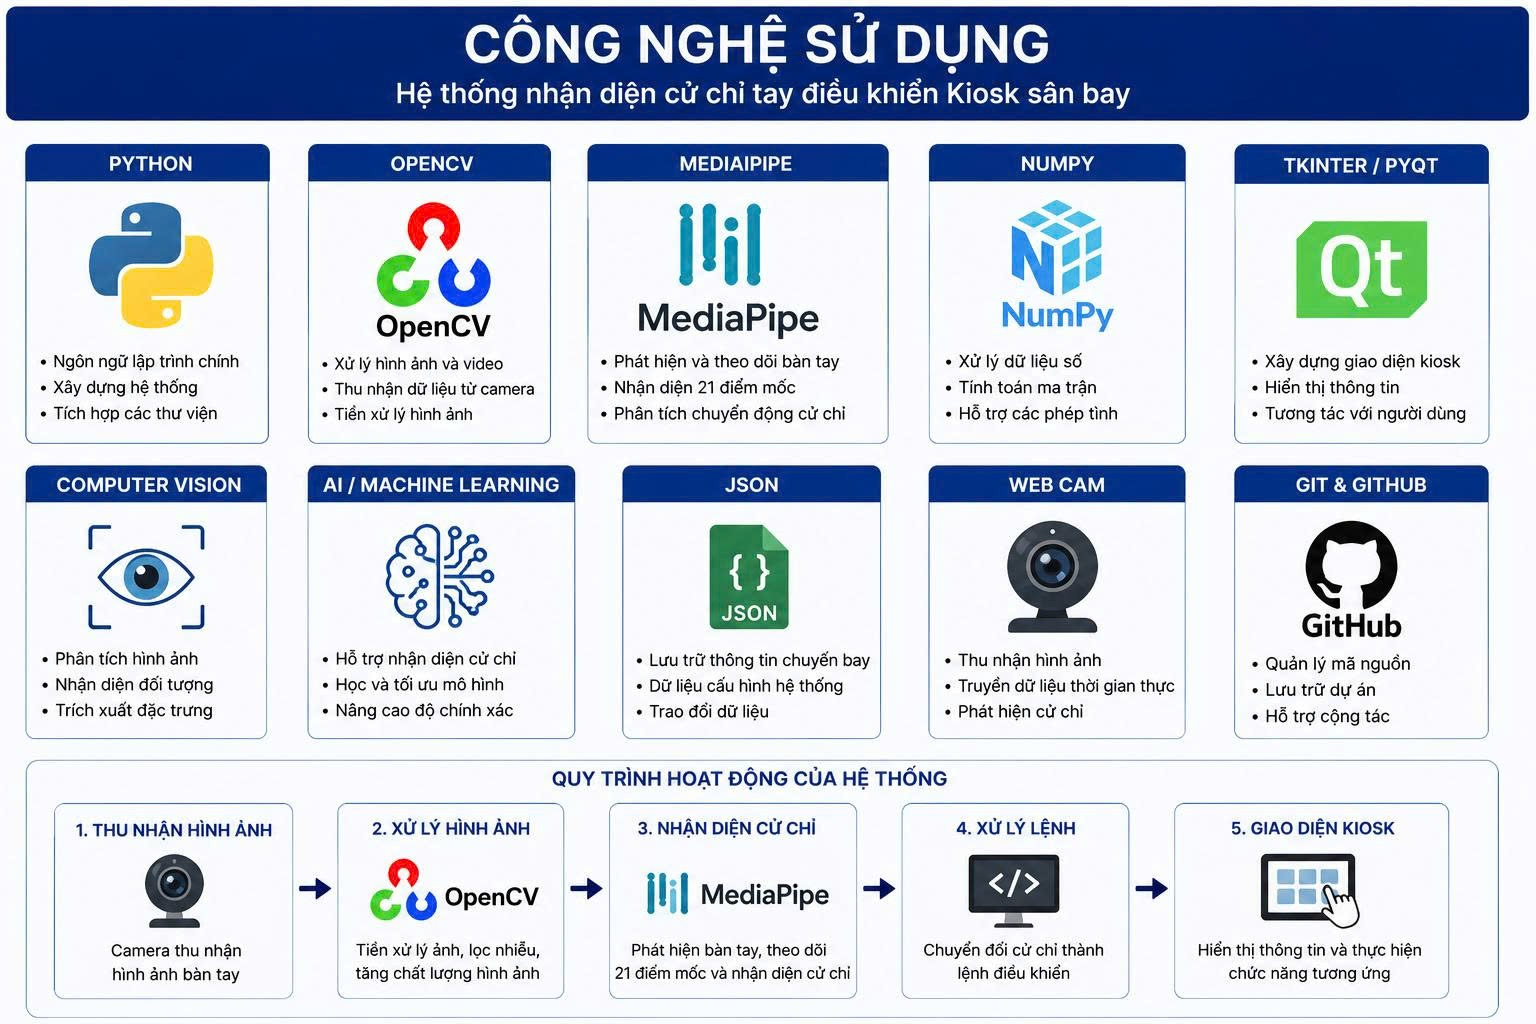 CÔNG NGHỆ SỬ DỤNG
Hệ thống nhận diện cử chỉ tay điều khiển Kiosk sân bay
PYTHON
• Ngôn ngữ lập trình chính
• Xây dựng hệ thống
• Tích hợp các thư viện
OPENCV
OpenCV
• Xử lý hình ảnh và video
• Thu nhận dữ liệu từ camera
• Tiền xử lý hình ảnh
MEDIAIPIPE
MediaPipe
• Phát hiện và theo dõi bàn tay
• Nhận diện 21 điểm mốc
• Phân tích chuyển động cử chỉ
NUMPY
NumPy
• Xử lý dữ liệu số
• Tính toán ma trận
• Hỗ trợ các phép tình
TKINTER / PYQT
Qt
• Xây dựng giao diện kiosk
• Hiển thị thông tin
• Tương tác với người dùng
COMPUTER VISION
• Phân tích hình ảnh
• Nhận diện đối tượng
• Trích xuất đặc trưng
AI / MACHINE LEARNING
• Hỗ trợ nhận diện cử chỉ
• Học và tối ưu mô hình
• Nâng cao độ chính xác
JSON
{ }
JSON
• Lưu trữ thông tin chuyến bay
• Dữ liệu cấu hình hệ thống
• Trao đổi dữ liệu
WEB CAM
• Thu nhận hình ảnh
• Truyền dữ liệu thời gian thực
• Phát hiện cử chỉ
GIT & GITHUB
GitHub
• Quản lý mã nguồn
• Lưu trữ dự án
• Hỗ trợ cộng tác
QUY TRÌNH HOẠT ĐỘNG CỦA HỆ THỐNG
1. THU NHẬN HÌNH ẢNH
Camera thu nhận
hình ảnh bàn tay
2. XỬ LÝ HÌNH ẢNH
OpenCV
Tiền xử lý ảnh, lọc nhiễu,
tăng chất lượng hình ảnh
3. NHẬN DIỆN CỬ CHỈ
MediaPipe
Phát hiện bàn tay, theo dõi
21 điểm mốc và nhận diện cử chỉ
4. XỬ LÝ LỆNH
</>
Chuyển đổi cử chỉ thành
lệnh điều khiển
5. GIAO DIỆN KIOSK
Hiển thị thông tin và thực hiện
chức năng tương ứng